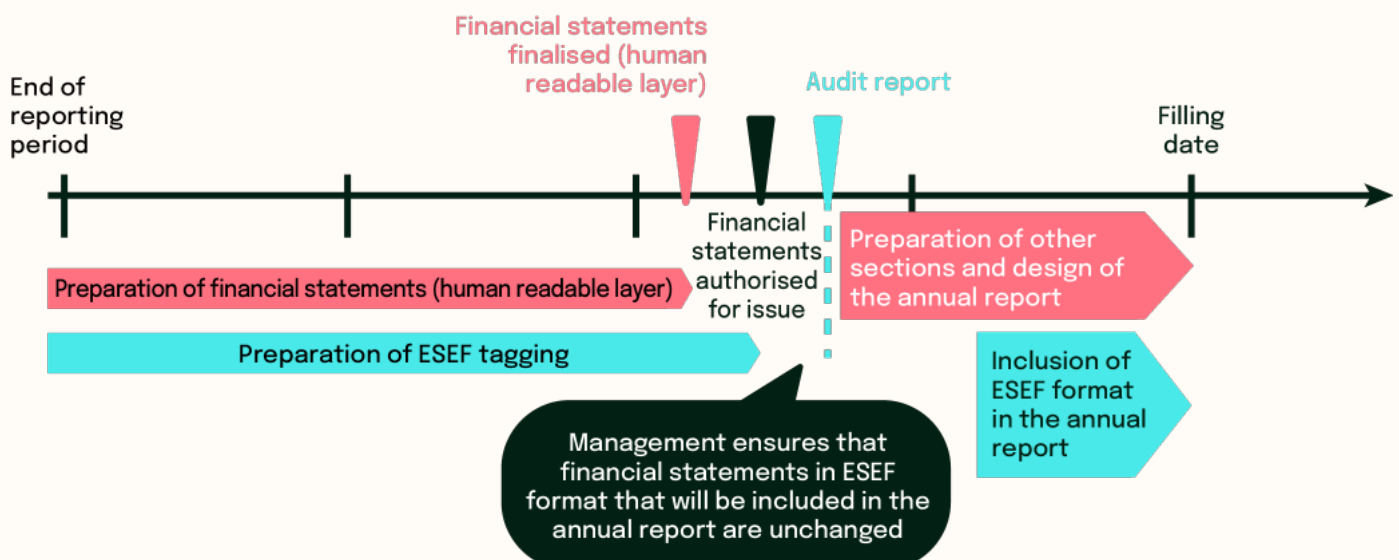 Financial statements
finalised (human
readable layer)
Audit report
End of
reporting
period
Filling
date
Financial
statements
authorised
for issue
Preparation of other
sections and design of
the annual report
Preparation of financial statements (human readable layer)
Preparation of ESEF tagging
Inclusion of
ESEF format
in the annual
report
Management ensures that
financial statements in ESEF
format that will be included in the
annual report are unchanged